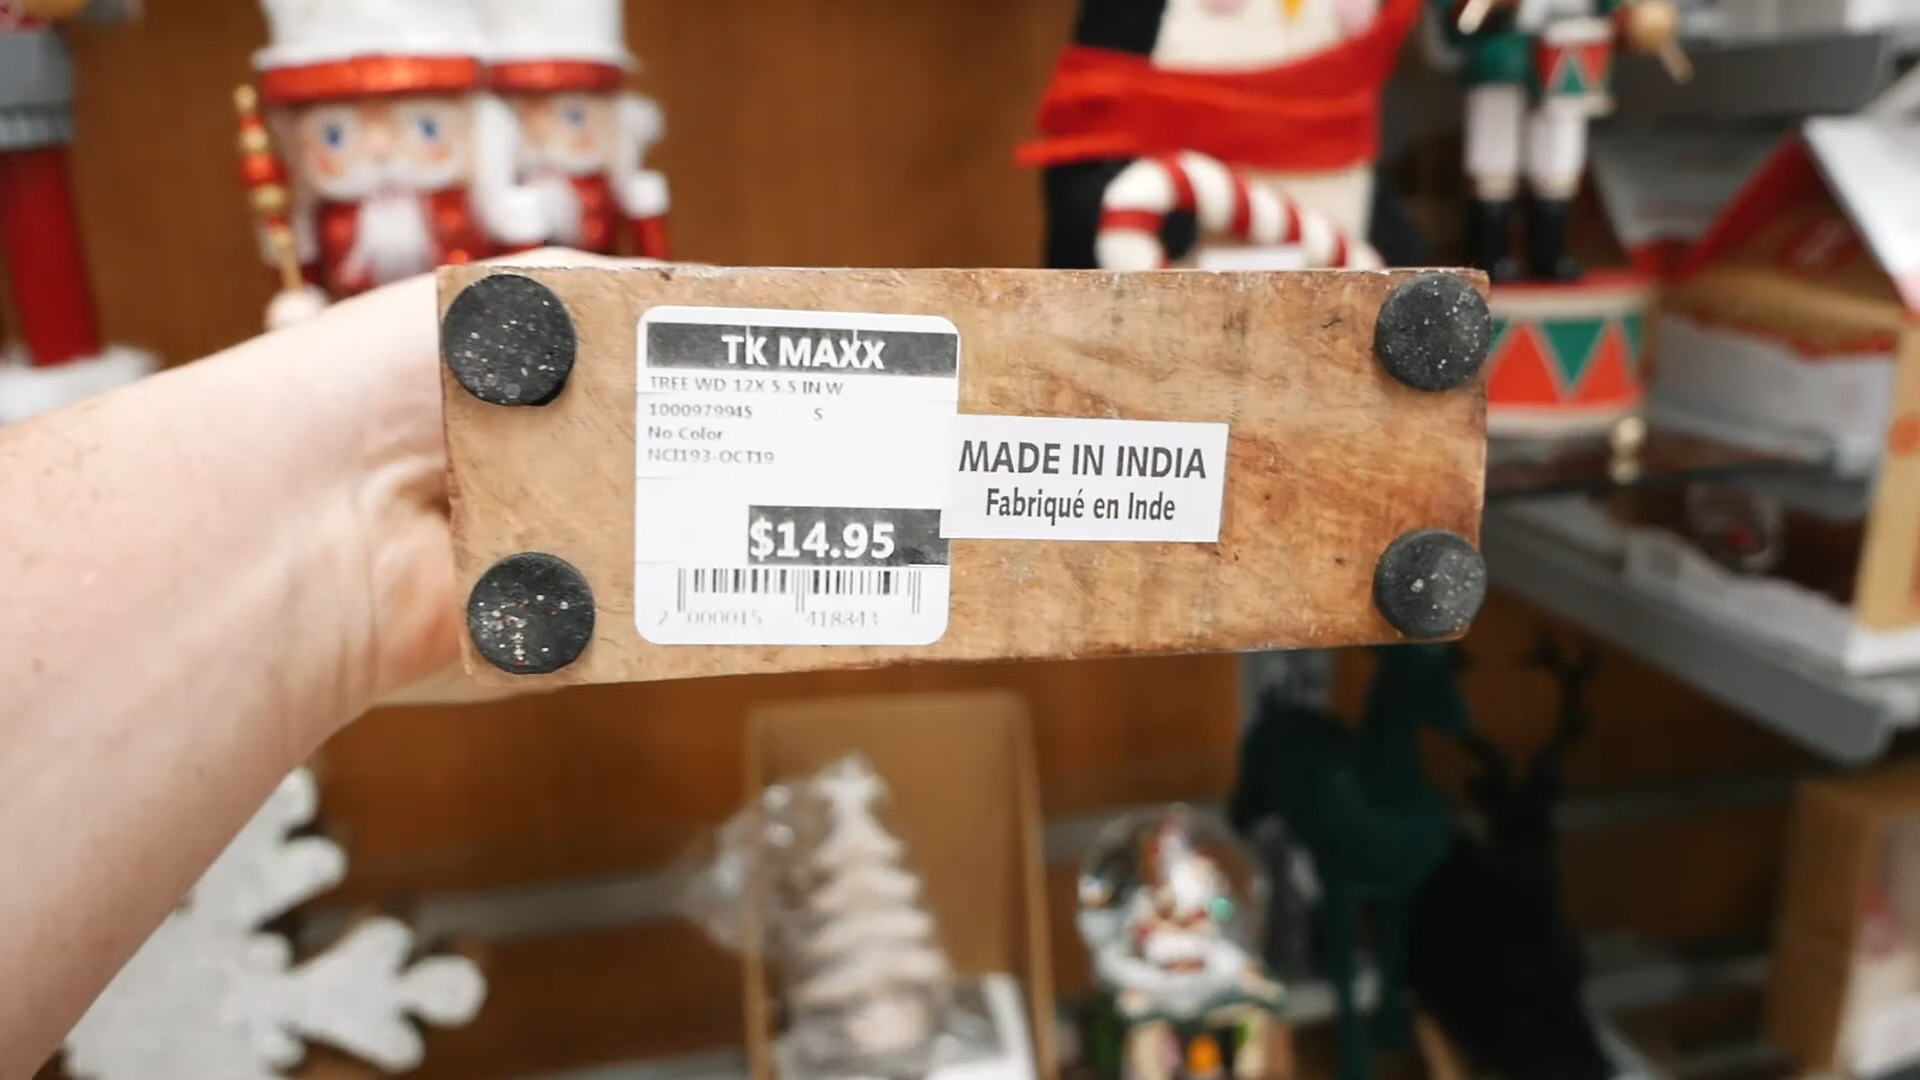 TK MAXX
TREE WD 12X 5.5 IN W
1000979945 S
No Color
NCI193-OCT19
$14.95
2 000015 418843
MADE IN INDIA
Fabriqué en Inde